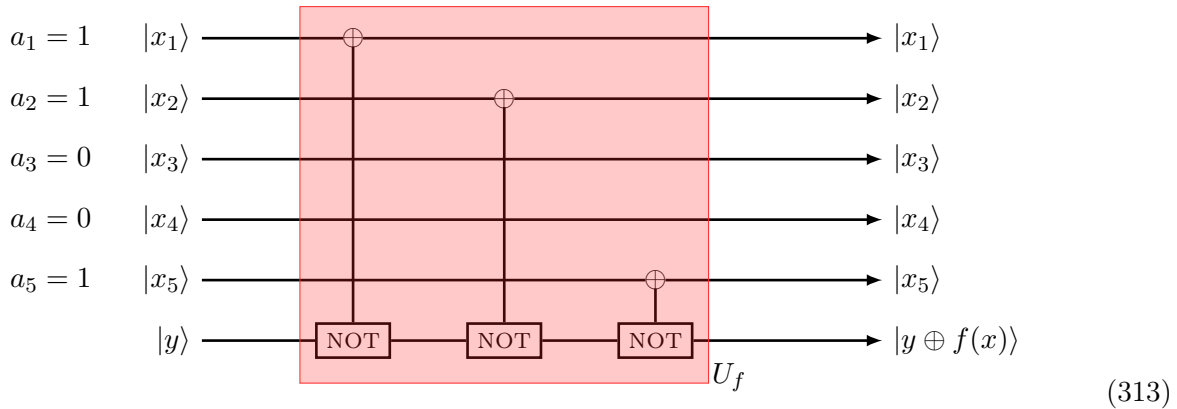 a₁ = 1 |x₁⟩ |x₁⟩
a₂ = 1 |x₂⟩ |x₂⟩
a₃ = 0 |x₃⟩ |x₃⟩
a₄ = 0 |x₄⟩ |x₄⟩
a₅ = 1 |x₅⟩ |x₅⟩
|y⟩ NOT NOT NOT |y ⊕ f(x)⟩
U_f
(313)